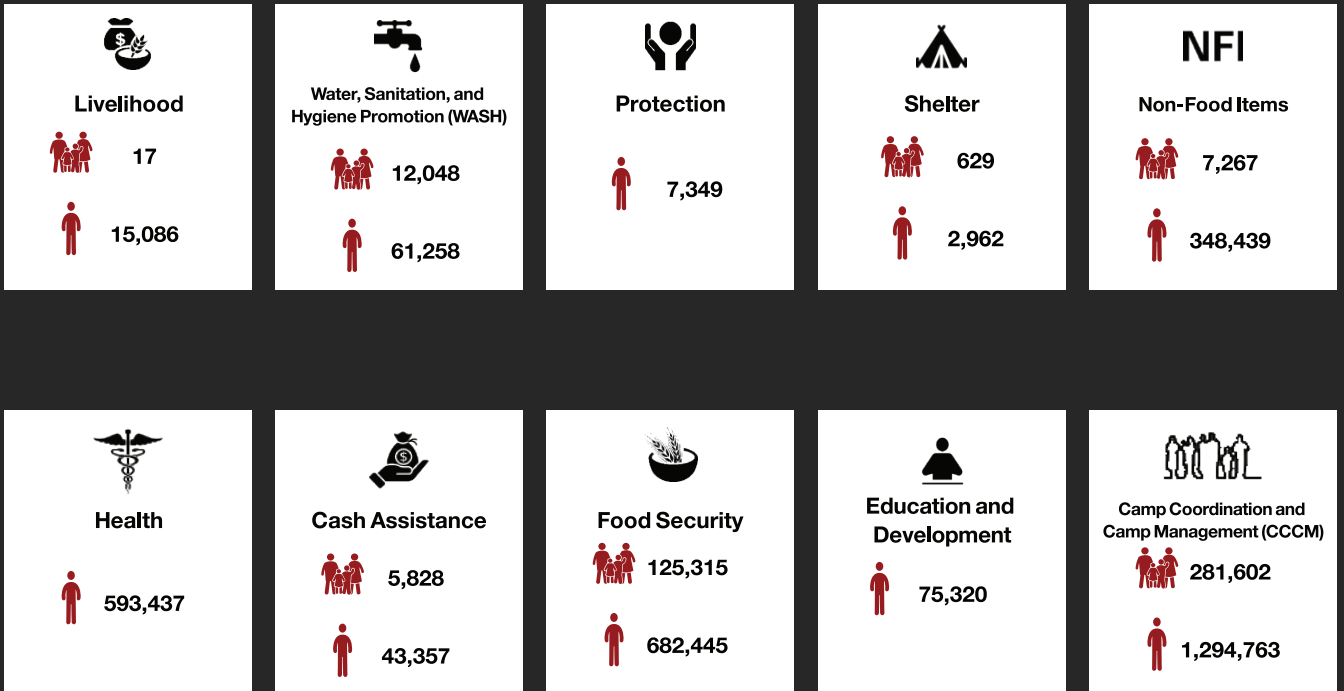 Livelihood
17
15,086
Water, Sanitation, and
Hygiene Promotion (WASH)
12,048
61,258
Protection
7,349
Shelter
629
2,962
NFI
Non-Food Items
7,267
348,439
Health
593,437
$
Cash Assistance
5,828
43,357
Food Security
125,315
682,445
Education and
Development
75,320
Camp Coordination and
Camp Management (CCCM)
281,602
1,294,763